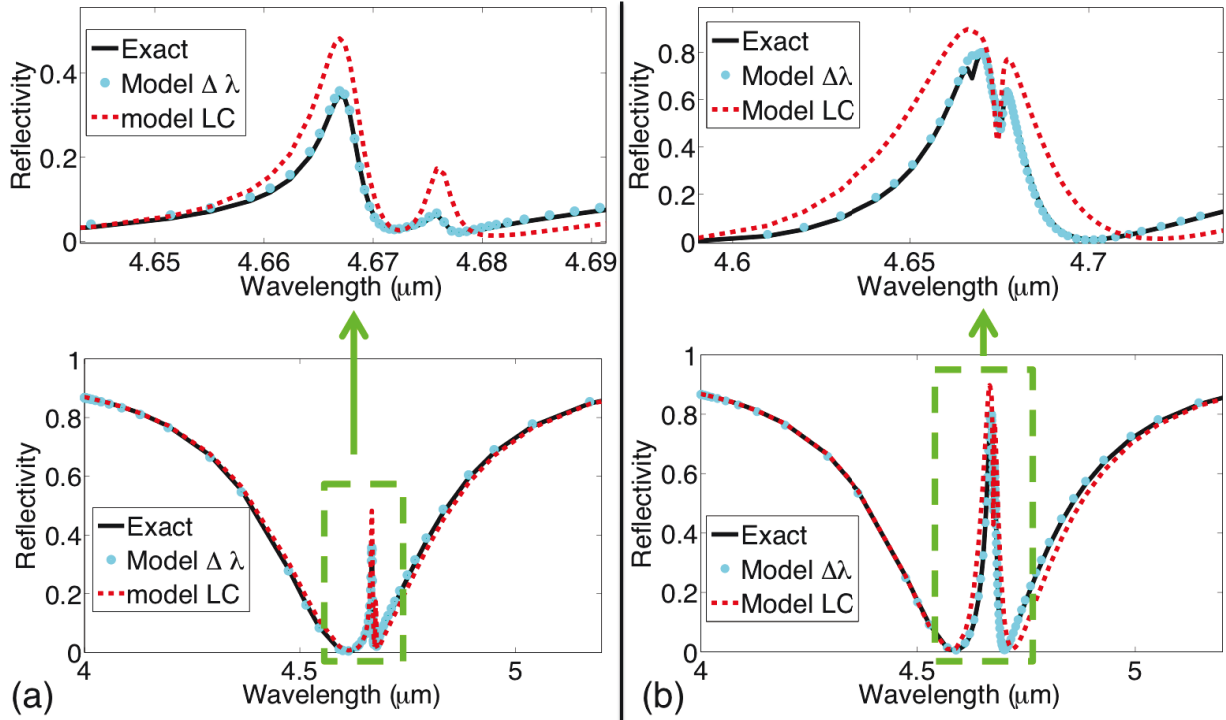 Exact
Model Δ λ
model LC
Reflectivity
0.4
0.2
0
4.65
4.66
4.67
4.68
4.69
Wavelength (μm)
Exact
Model Δλ
Model LC
Reflectivity
0.8
0.6
0.4
0.2
0
4.6
4.65
4.7
Wavelength (μm)
Exact
Model Δ λ
model LC
Reflectivity
1
0.8
0.6
0.4
0.2
0
4
4.5
5
Wavelength (μm)
(a)
Exact
Model Δλ
Model LC
Reflectivity
1
0.8
0.6
0.4
0.2
0
4
4.5
5
Wavelength (μm)
(b)